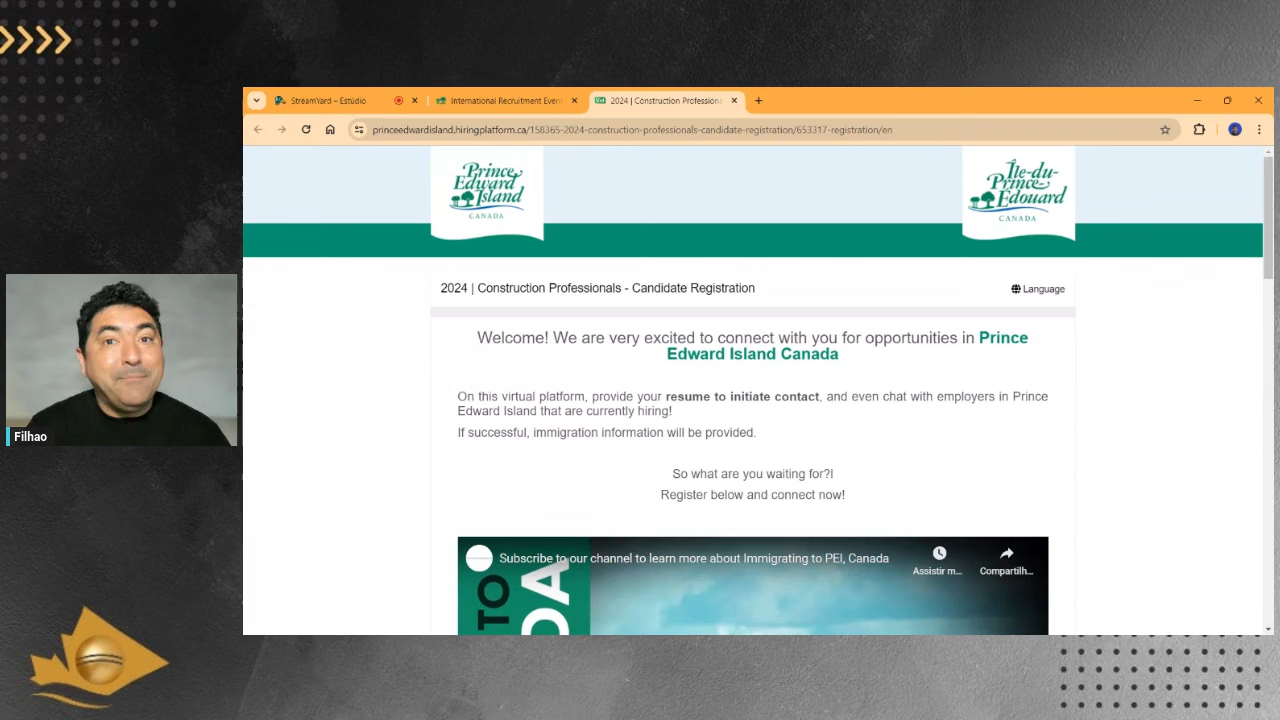 StreamYard – Estúdio
International Recruitment Even
2024 | Construction Professiona
princeedwardisland.hiringplatform.ca/158365-2024-construction-professionals-candidate-registration/653317-registration/en
Prince
Edward
Island
CANADA
Île-du-
Prince
Édouard
CANADA
2024 | Construction Professionals - Candidate Registration
Language
Welcome! We are very excited to connect with you for opportunities in Prince
Edward Island Canada
On this virtual platform, provide your resume to initiate contact, and even chat with employers in Prince
Edward Island that are currently hiring!
If successful, immigration information will be provided.
So what are you waiting for?!
Register below and connect now!
Subscribe to our channel to learn more about Immigrating to PEI, Canada
Assistir m...
Compartilh...
TO
DA
Filhao